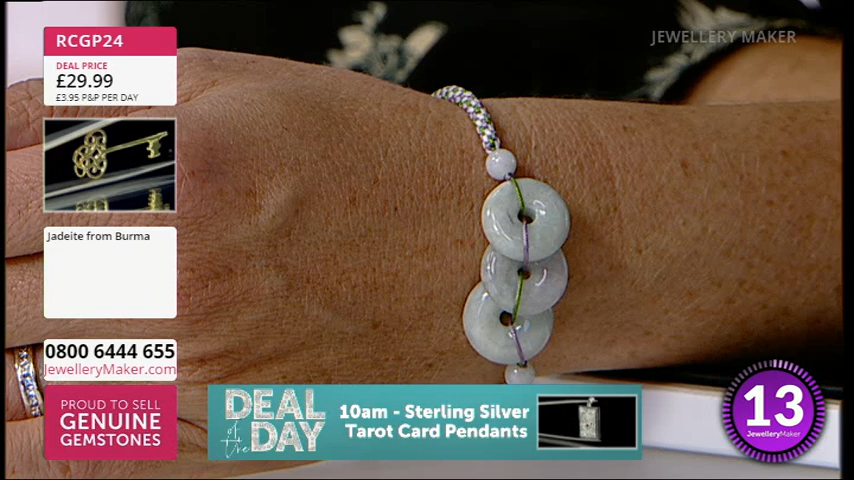 RCGP24
DEAL PRICE
£29.99
£3.95 P&P PER DAY
Jadeite from Burma
0800 6444 655
JewelleryMaker.com
PROUD TO SELL
GENUINE
GEMSTONES
JEWELLERY MAKER
DEAL
of the
DAY
10am - Sterling Silver
Tarot Card Pendants
13
JewelleryMaker